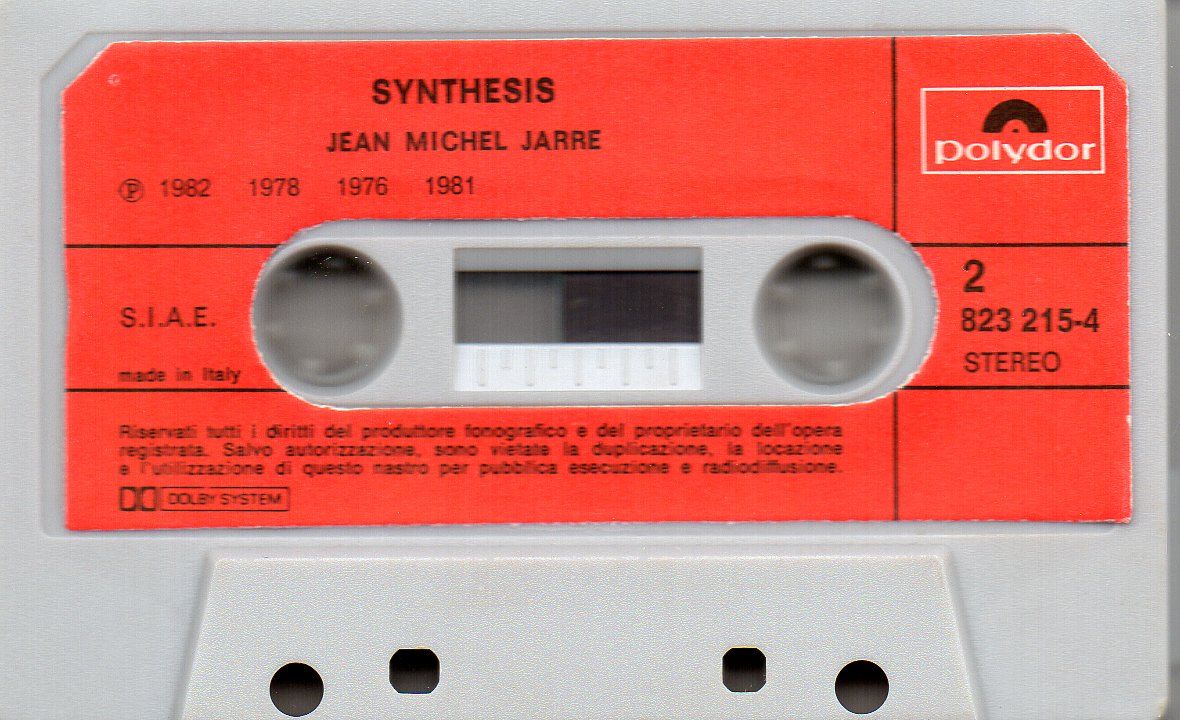 SYNTHESIS
JEAN MICHEL JARRE
℗ 1982 1978 1976 1981
polydor
S.I.A.E.
made in Italy
2
823 215-4
STEREO
Riservati tutti i diritti del produttore fonografico e del proprietario dell'opera
registrata. Salvo autorizzazione, sono vietate la duplicazione, la locazione
e l'utilizzazione di questo nastro per pubblica esecuzione e radiodiffusione.
DOLBY SYSTEM